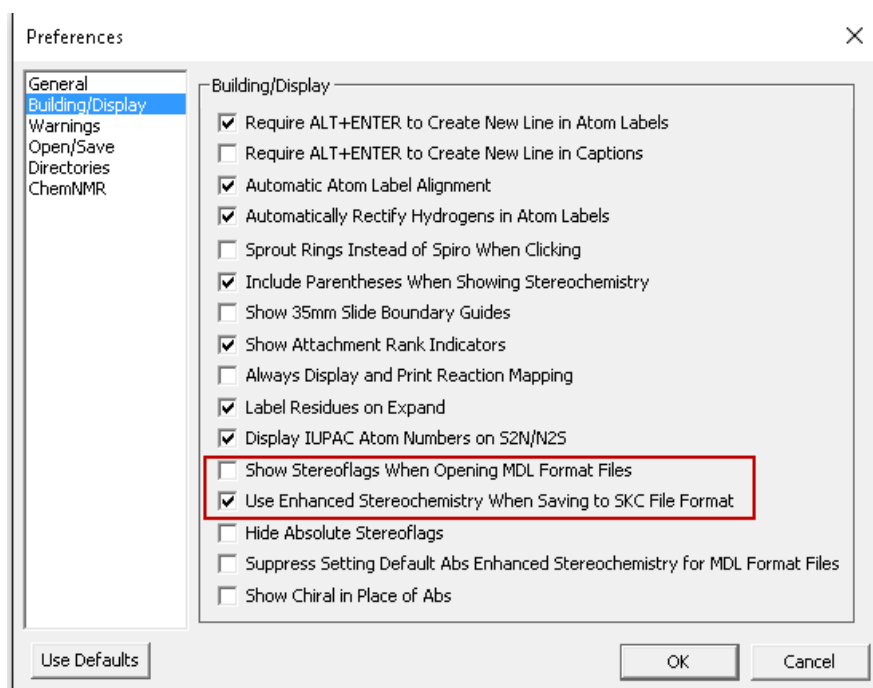 Preferences
General
Building/Display
Warnings
Open/Save
Directories
ChemNMR
Building/Display
Require ALT+ENTER to Create New Line in Atom Labels
Require ALT+ENTER to Create New Line in Captions
Automatic Atom Label Alignment
Automatically Rectify Hydrogens in Atom Labels
Sprout Rings Instead of Spiro When Clicking
Include Parentheses When Showing Stereochemistry
Show 35mm Slide Boundary Guides
Show Attachment Rank Indicators
Always Display and Print Reaction Mapping
Label Residues on Expand
Display IUPAC Atom Numbers on S2N/N2S
Show Stereoflags When Opening MDL Format Files
Use Enhanced Stereochemistry When Saving to SKC File Format
Hide Absolute Stereoflags
Suppress Setting Default Abs Enhanced Stereochemistry for MDL Format Files
Show Chiral in Place of Abs
Use Defaults
OK
Cancel